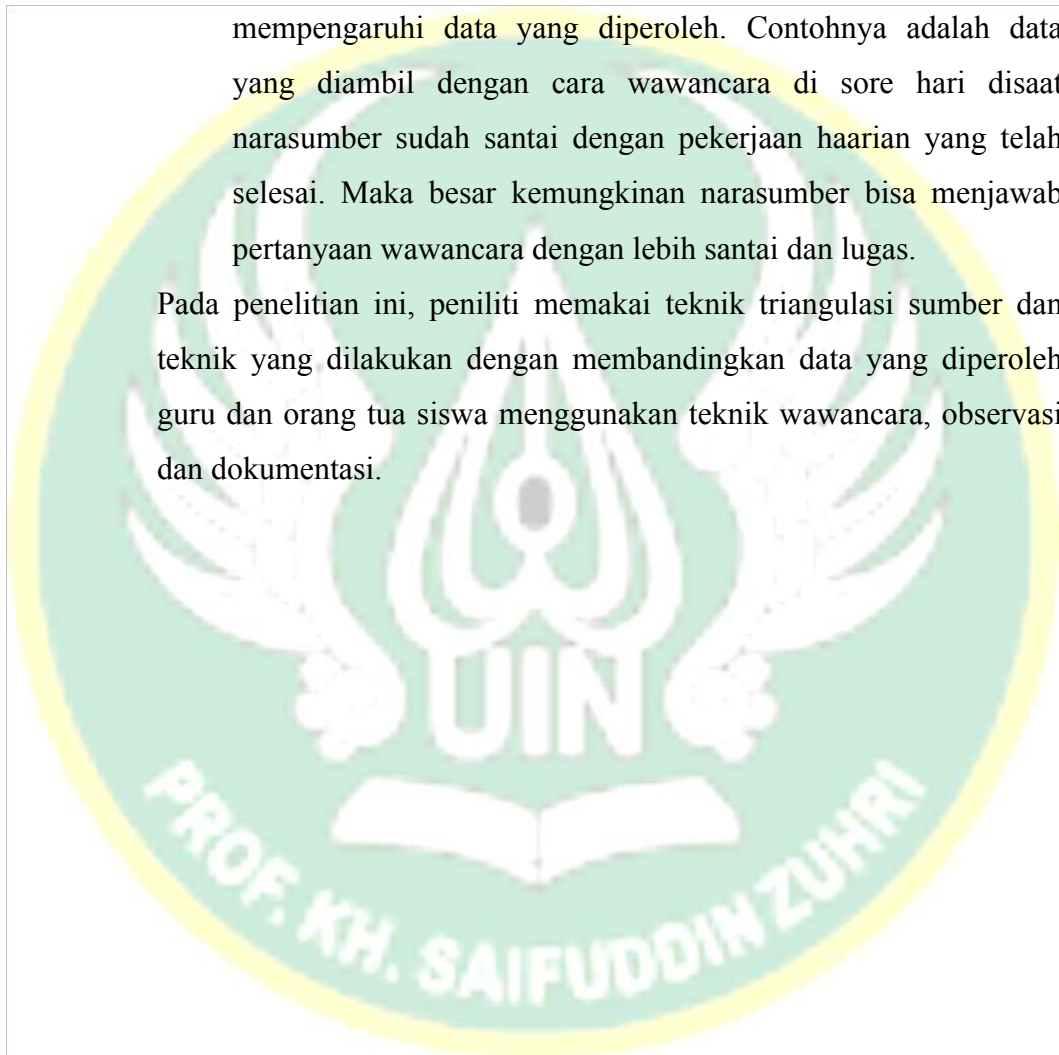 mempengaruhi data yang diperoleh. Contohnya adalah data
yang diambil dengan cara wawancara di sore hari disaat
narasumber sudah santai dengan pekerjaan haarian yang telah
selesai. Maka besar kemungkinan narasumber bisa menjawab
pertanyaan wawancara dengan lebih santai dan lugas.
Pada penelitian ini, peniliti memakai teknik triangulasi sumber dan
teknik yang dilakukan dengan membandingkan data yang diperoleh
guru dan orang tua siswa menggunakan teknik wawancara, observasi
dan dokumentasi.
UIN
PROF. KH. SAIFUDDIN ZUHRI